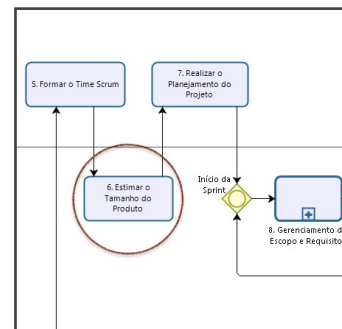 5. Formar o Time Scrum
7. Realizar o
Planejamento do
Projeto
6. Estimar o
Tamanho do
Produto
Início da
Sprint
8. Gerenciamento d
Escopo e Requisito